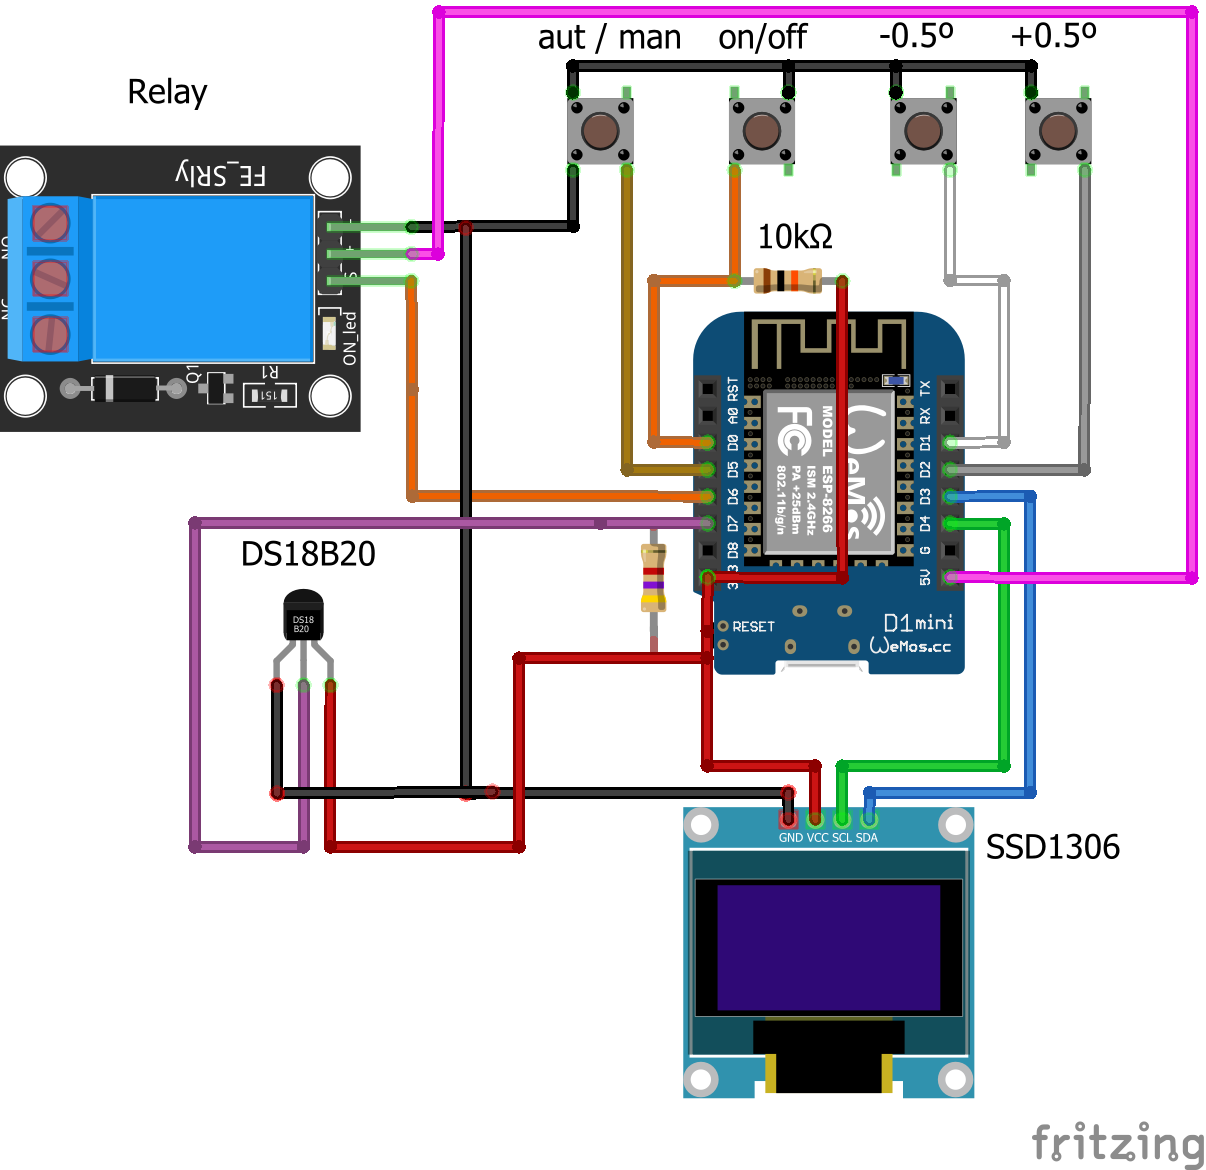 aut / man
on/off
-0.5º
+0.5º
Relay
FE_SRly
NO
NC
-
+
S
ON_led
Q1
R1
151
10kΩ
RST
A0
D0
D5
D6
D7
D8
3V3
TX
RX
D1
D2
D3
D4
G
5V
WeMos
MODEL ESP-8266
ISM 2.4GHz
PA +25dBm
802.11b/g/n
FC
RESET
D1mini
WeMos.cc
DS18B20
DS18
B20
GND VCC SCL SDA
SSD1306
fritzing